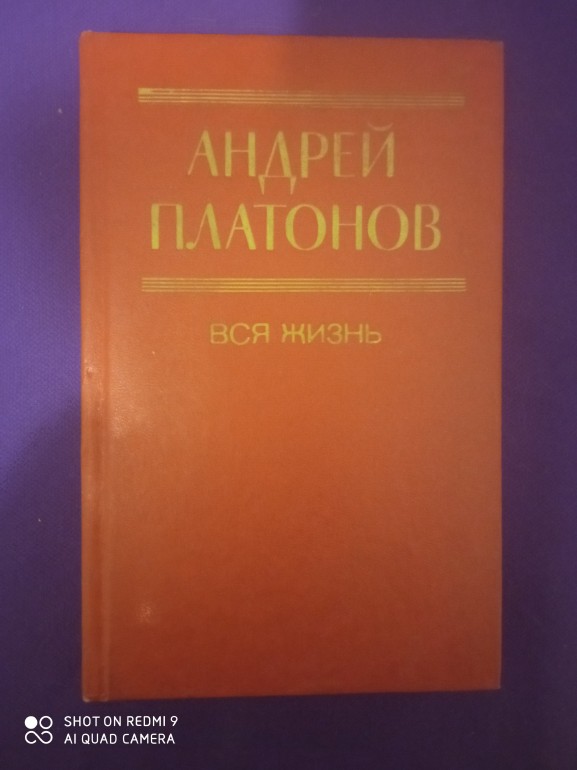 АНДРЕЙ
ПЛАТОНОВ
ВСЯ ЖИЗНЬ
SHOT ON REDMI 9
AI QUAD CAMERA